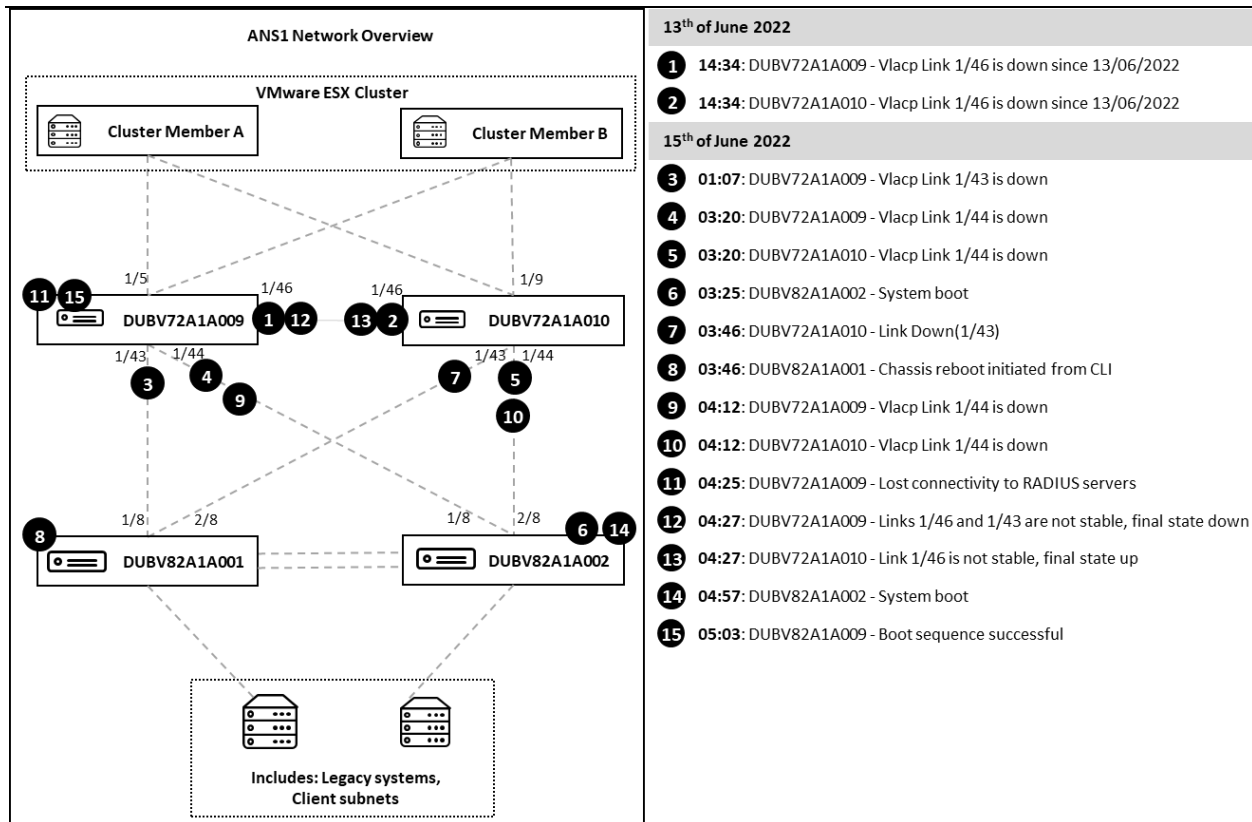 ANS1 Network Overview
VMware ESX Cluster
Cluster Member A
Cluster Member B
1/5
1/9
11 15
1/46
1/46
DUBV72A1A009
1 12
13 2
DUBV72A1A010
1/43
1/44
1/43
1/44
3
4
7
5
9
10
1/8
2/8
1/8
2/8
8
6 14
DUBV82A1A001
DUBV82A1A002
Includes: Legacy systems,
Client subnets
13th of June 2022
1 14:34: DUBV72A1A009 - Vlacp Link 1/46 is down since 13/06/2022
2 14:34: DUBV72A1A010 - Vlacp Link 1/46 is down since 13/06/2022
15th of June 2022
3 01:07: DUBV72A1A009 - Vlacp Link 1/43 is down
4 03:20: DUBV72A1A009 - Vlacp Link 1/44 is down
5 03:20: DUBV72A1A010 - Vlacp Link 1/44 is down
6 03:25: DUBV82A1A002 - System boot
7 03:46: DUBV72A1A010 - Link Down(1/43)
8 03:46: DUBV82A1A001 - Chassis reboot initiated from CLI
9 04:12: DUBV72A1A009 - Vlacp Link 1/44 is down
10 04:12: DUBV72A1A010 - Vlacp Link 1/44 is down
11 04:25: DUBV72A1A009 - Lost connectivity to RADIUS servers
12 04:27: DUBV72A1A009 - Links 1/46 and 1/43 are not stable, final state down
13 04:27: DUBV72A1A010 - Link 1/46 is not stable, final state up
14 04:57: DUBV82A1A002 - System boot
15 05:03: DUBV82A1A009 - Boot sequence successful